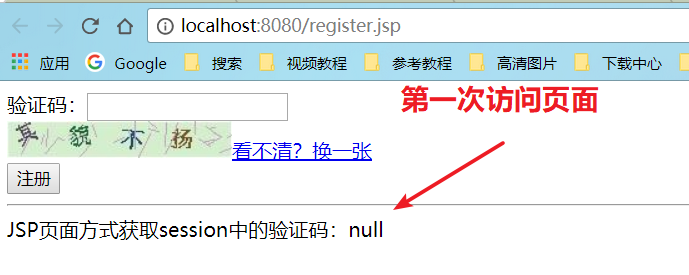 localhost:8080/register.jsp
应用 Google 搜索 视频教程 参考教程 高清图片 下载中心
第一次访问页面
验证码:
其貌不扬 看不清？换一张
注册
JSP页面方式获取session中的验证码：null